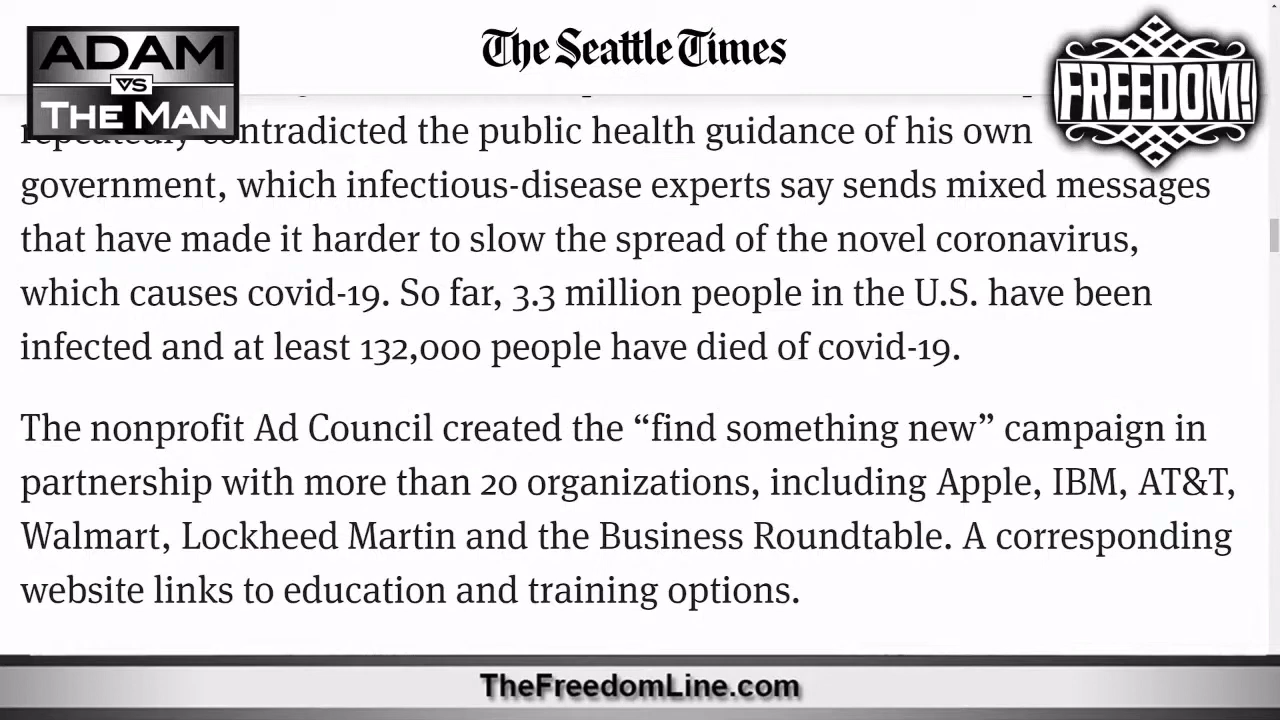 ADAM
VS
THE MAN
The Seattle Times
FREEDOM!
repeatedly contradicted the public health guidance of his own
government, which infectious-disease experts say sends mixed messages
that have made it harder to slow the spread of the novel coronavirus,
which causes covid-19. So far, 3.3 million people in the U.S. have been
infected and at least 132,000 people have died of covid-19.
The nonprofit Ad Council created the “find something new” campaign in
partnership with more than 20 organizations, including Apple, IBM, AT&T,
Walmart, Lockheed Martin and the Business Roundtable. A corresponding
website links to education and training options.
TheFreedomLine.com